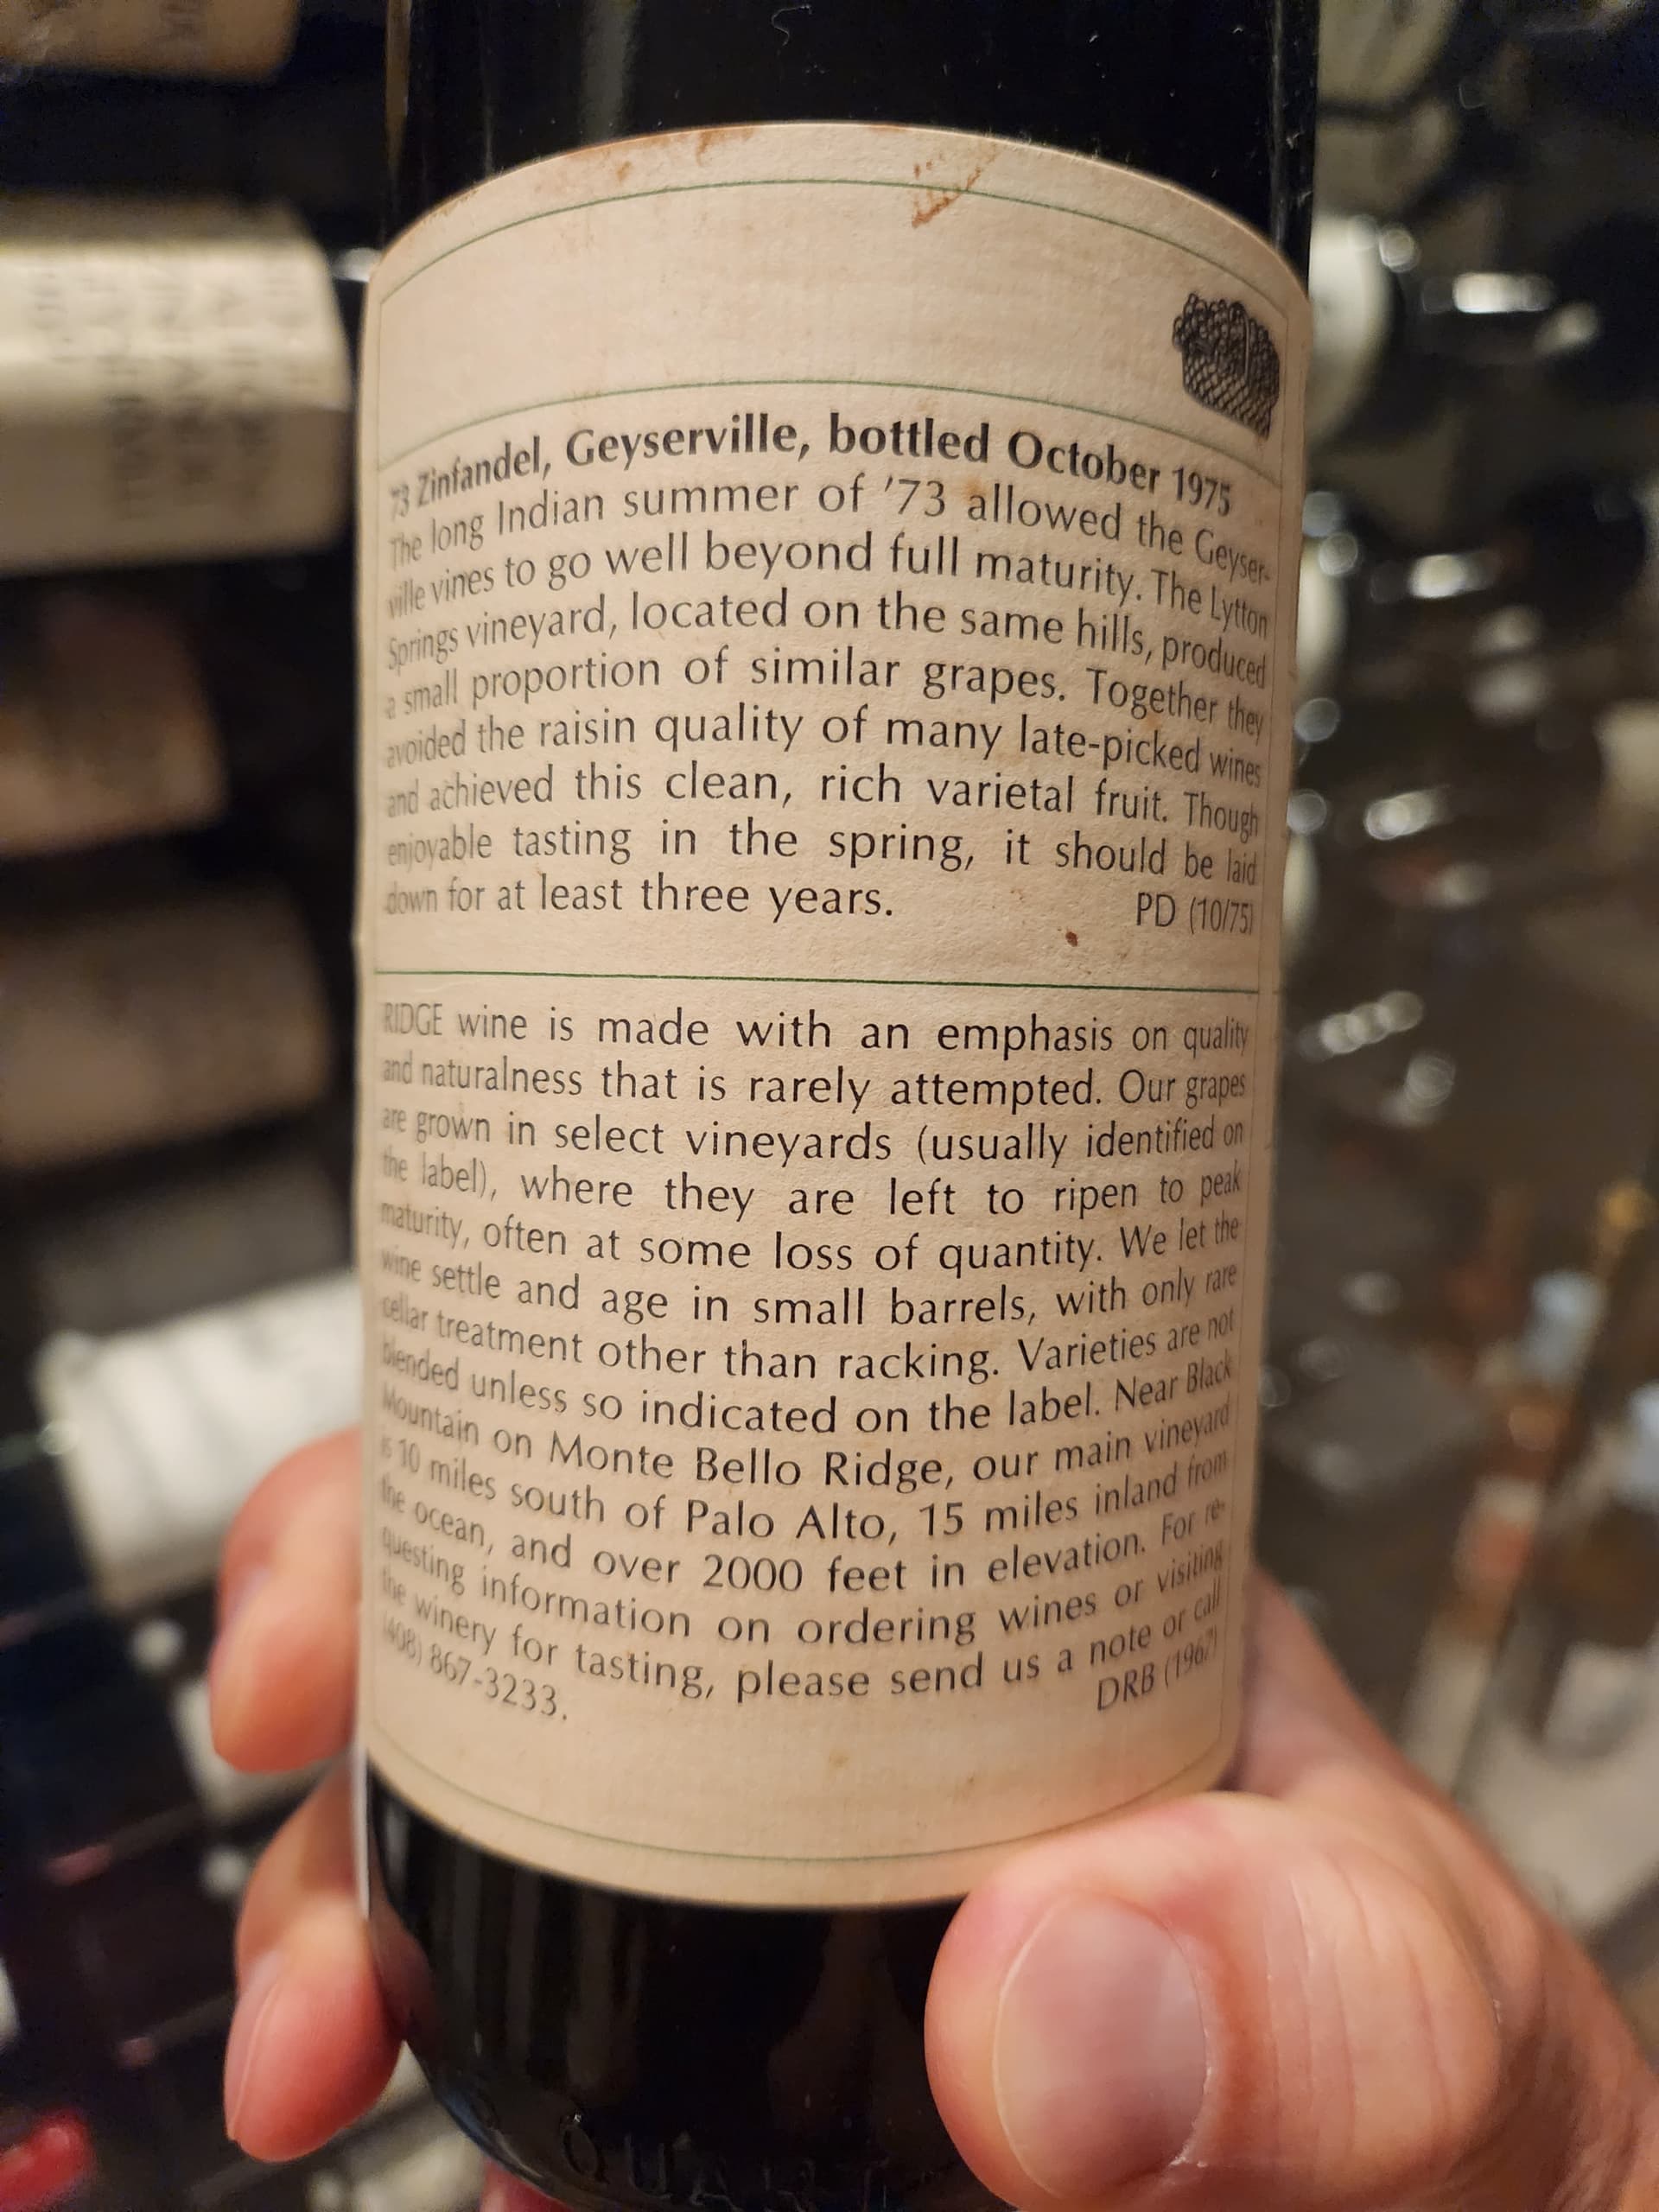 73 Zinfandel, Geyserville, bottled October 1975
The long Indian summer of '73 allowed the Geyser-
ville vines to go well beyond full maturity. The Lytton
Springs vineyard, located on the same hills, produced
a small proportion of similar grapes. Together they
avoided the raisin quality of many late-picked wines
and achieved this clean, rich varietal fruit. Though
enjoyable tasting in the spring, it should be laid
down for at least three years. PD (10/75)
RIDGE wine is made with an emphasis on quality
and naturalness that is rarely attempted. Our grapes
are grown in select vineyards (usually identified on
the label), where they are left to ripen to peak
maturity, often at some loss of quantity. We let the
wine settle and age in small barrels, with only rare
cellar treatment other than racking. Varieties are not
blended unless so indicated on the label. Near Black
Mountain on Monte Bello Ridge, our main vineyard
is 10 miles south of Palo Alto, 15 miles inland from
the ocean, and over 2000 feet in elevation. For re-
questing information on ordering wines or visiting
the winery for tasting, please send us a note or call
(408) 867-3233. DRB (1967)